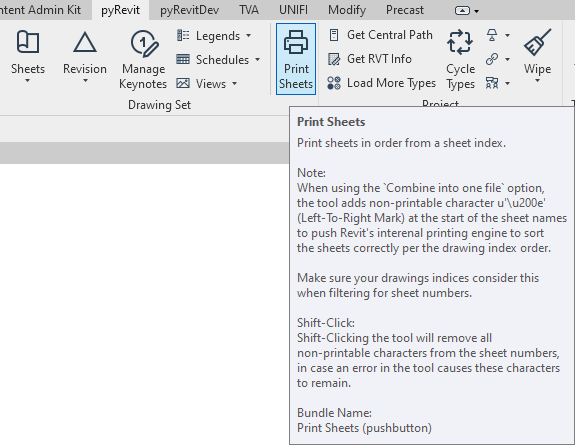 ntent Admin Kit pyRevit pyRevitDev TVA UNIFI Modify Precast
Sheets
Revision
Manage
Keynotes
Legends
Schedules
Views
Drawing Set
Print
Sheets
Get Central Path
Get RVT Info
Load More Types
Cycle
Types
Wipe
Project
Print Sheets
Print sheets in order from a sheet index.
Note:
When using the `Combine into one file` option,
the tool adds non-printable character u'\u200e'
(Left-To-Right Mark) at the start of the sheet names
to push Revit's interenal printing engine to sort
the sheets correctly per the drawing index order.
Make sure your drawings indices consider this
when filtering for sheet numbers.
Shift-Click:
Shift-Clicking the tool will remove all
non-printable characters from the sheet numbers,
in case an error in the tool causes these characters
to remain.
Bundle Name:
Print Sheets (pushbutton)